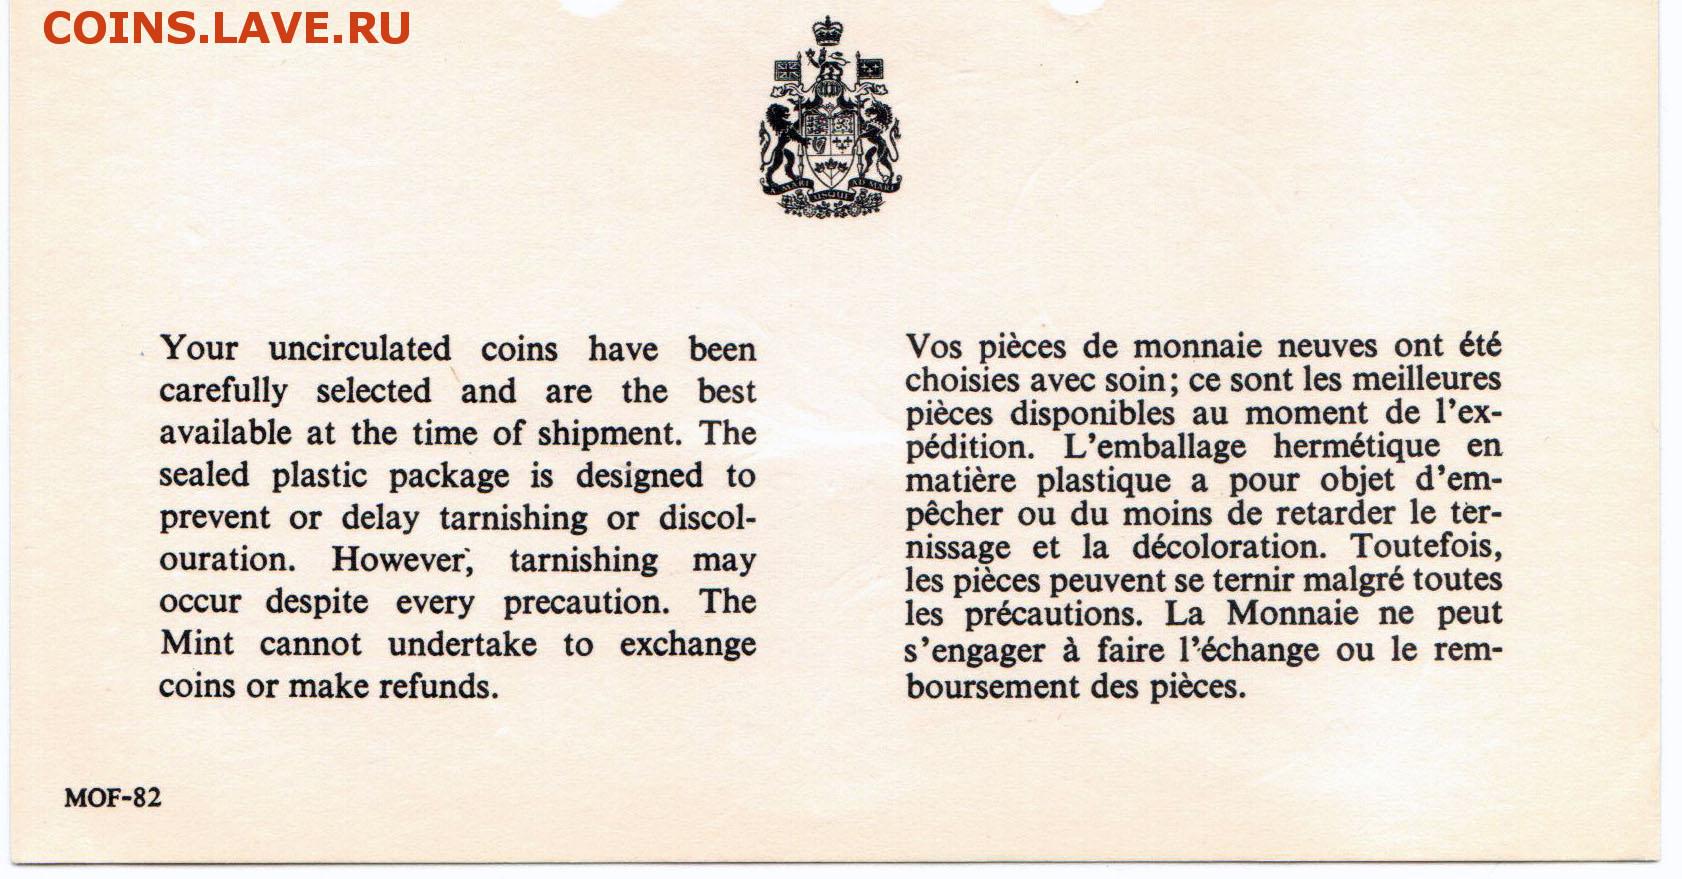 COINS.LAVE.RU
A MARI USQUE AD MARE
Your uncirculated coins have been
carefully selected and are the best
available at the time of shipment. The
sealed plastic package is designed to
prevent or delay tarnishing or discol-
ouration. However, tarnishing may
occur despite every precaution. The
Mint cannot undertake to exchange
coins or make refunds.
Vos pièces de monnaie neuves ont été
choisies avec soin; ce sont les meilleures
pièces disponibles au moment de l'ex-
pédition. L'emballage hermétique en
matière plastique a pour objet d'em-
pêcher ou du moins de retarder le ter-
nissage et la décoloration. Toutefois,
les pièces peuvent se ternir malgré toutes
les précautions. La Monnaie ne peut
s'engager à faire l'échange ou le rem-
boursement des pièces.
MOF-82